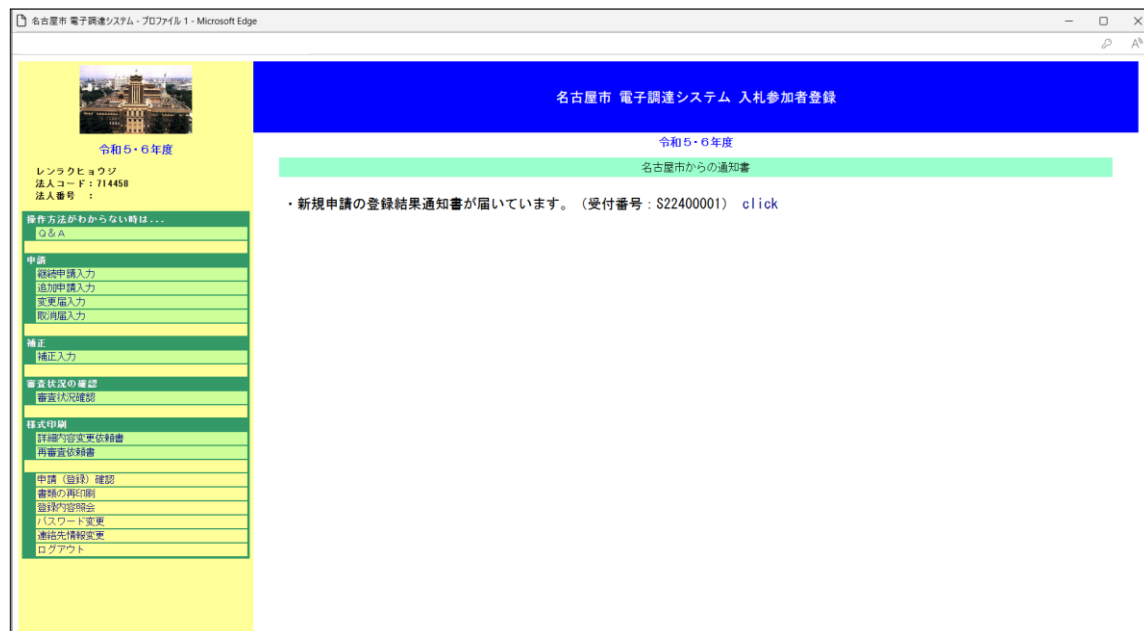 名古屋市 電子調達システム - プロファイル 1 - Microsoft Edge
令和5・6年度
レンラクヒョウジ
法人コード：714458
法人番号　：
操作方法がわからない時は...
Q＆A
申請
継続申請入力
追加申請入力
変更届入力
取消届入力
補正
補正入力
審査状況の確認
審査状況確認
様式印刷
詳細内容変更依頼書
再審査依頼書
申請（登録）確認
書類の再印刷
登録内容照会
パスワード変更
連絡先情報変更
ログアウト
名古屋市 電子調達システム 入札参加者登録
令和5・6年度
名古屋市からの通知書
・新規申請の登録結果通知書が届いています。（受付番号：S22400001） click